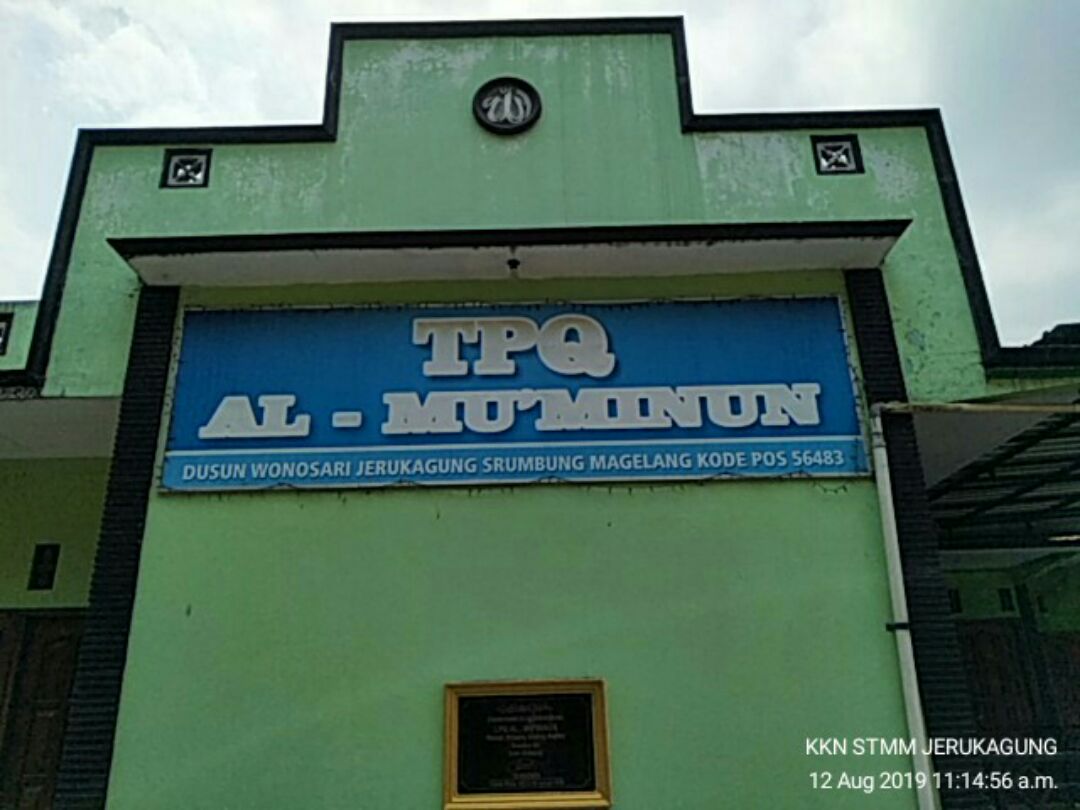 TPQ
AL - MU'MINUN
DUSUN WONOSARI JERUKAGUNG SRUMBUNG MAGELANG KODE POS 56483
KKN STMM JERUKAGUNG
12 Aug 2019 11:14:56 a.m.